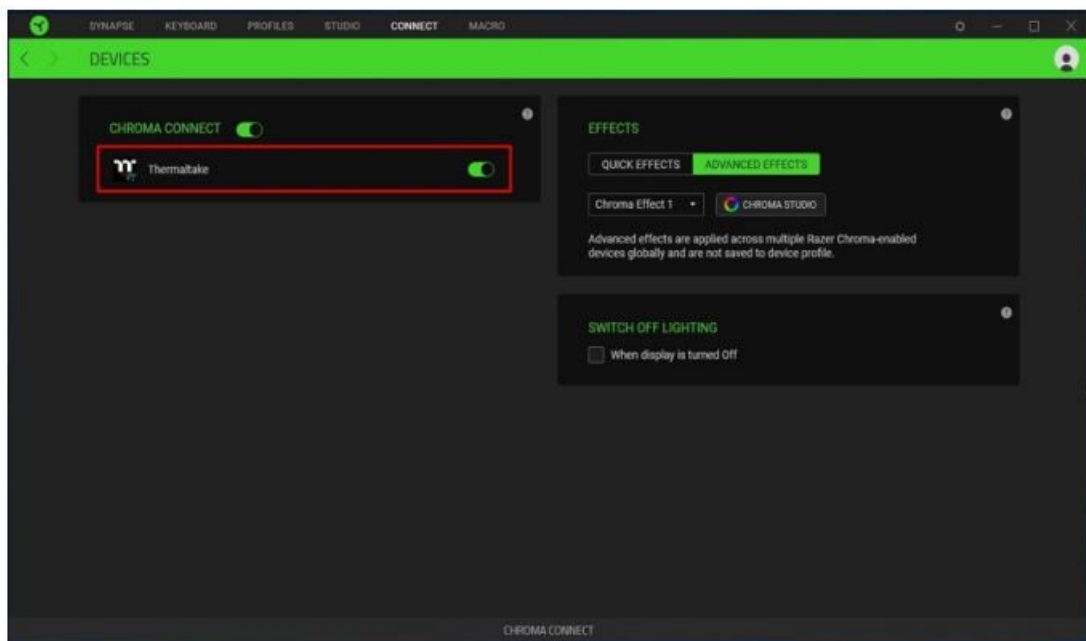 SYNAPSE KEYBOARD PROFILES STUDIO CONNECT MACRO
DEVICES
CHROMA CONNECT
Thermaltake
EFFECTS
QUICK EFFECTS ADVANCED EFFECTS
Chroma Effect 1 CHROMA STUDIO
Advanced effects are applied across multiple Razer Chroma-enabled
devices globally and are not saved to device profile.
SWITCH OFF LIGHTING
When display is turned Off
CHROMA CONNECT